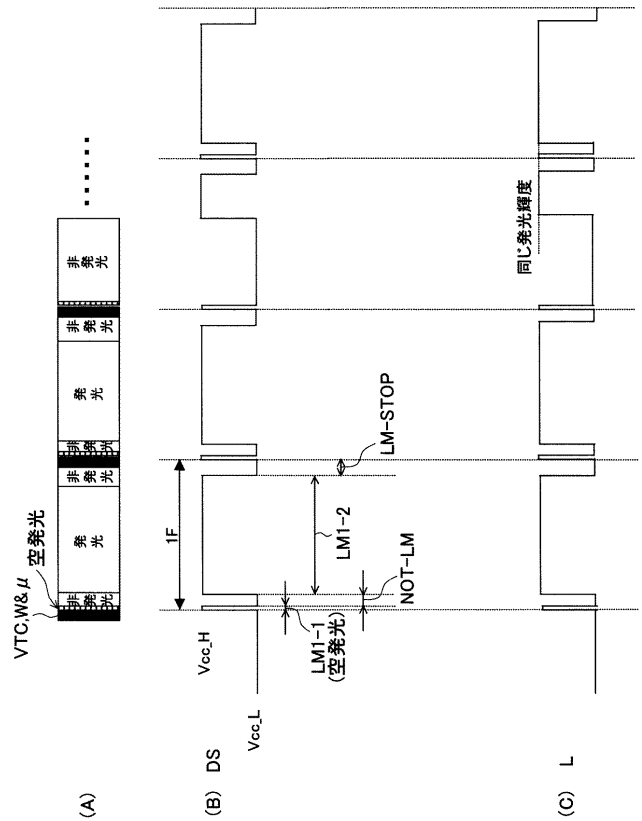 (A)
VTC,W&μ
空発光
非発光
発光
非発光
非発光
発光
非発光
非発光
(B) DS
Vcc_H
Vcc_L
1F
LM1-1
(空発光)
NOT-LM
LM1-2
LM-STOP
(C) L
同じ発光輝度